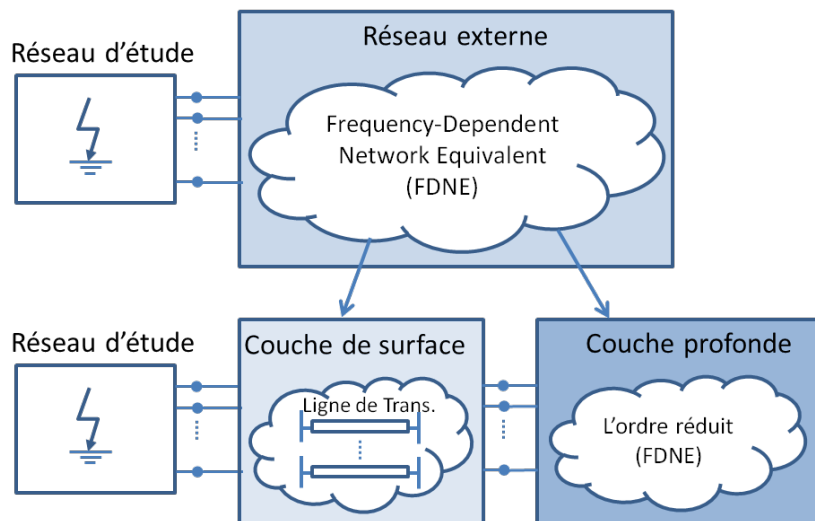 Réseau externe
Réseau d'étude
Frequency-Dependent
Network Equivalent
(FDNE)
Réseau d'étude
Couche de surface
Couche profonde
Ligne de Trans.
L'ordre réduit
(FDNE)